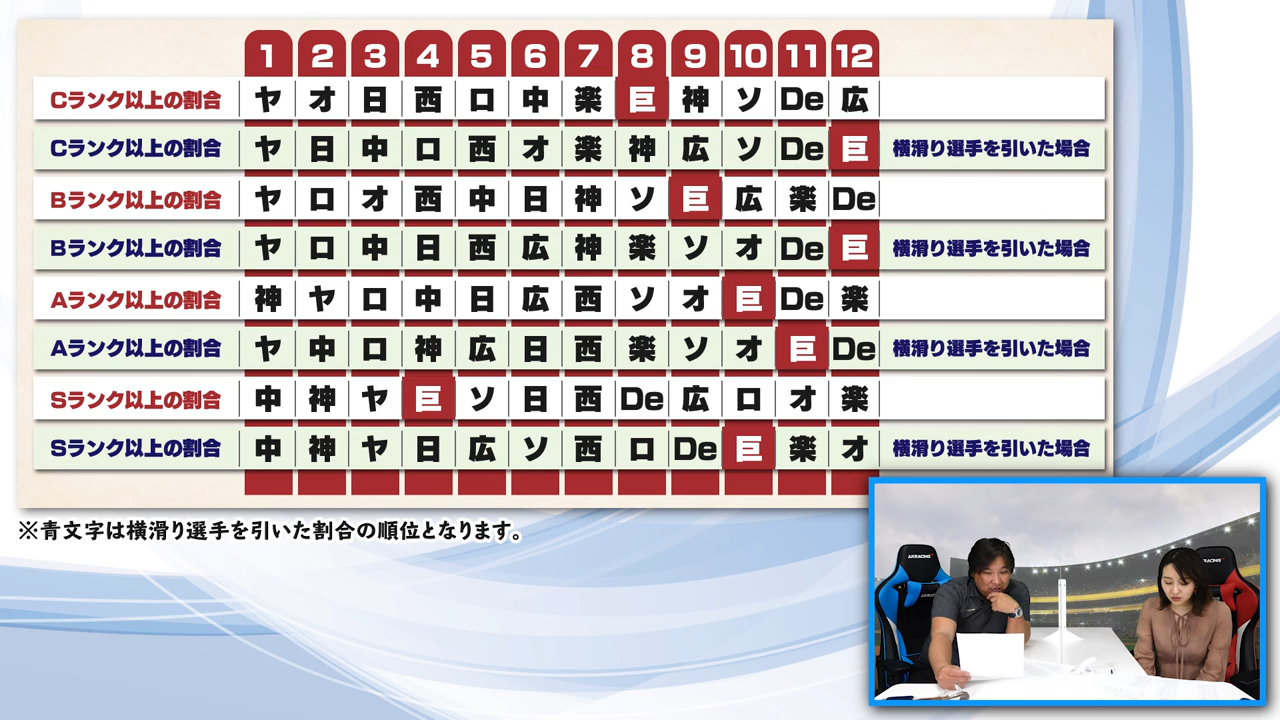 1 2 3 4 5 6 7 8 9 10 11 12
Cランク以上の割合 ヤ オ 日 西 ロ 中 楽 巨 神 ソ De 広
Cランク以上の割合 ヤ 日 中 ロ 西 オ 楽 神 広 ソ De 巨 横滑り選手を引いた場合
Bランク以上の割合 ヤ ロ オ 西 中 日 神 ソ 巨 広 楽 De
Bランク以上の割合 ヤ ロ 中 日 西 広 神 楽 ソ オ De 巨 横滑り選手を引いた場合
Aランク以上の割合 神 ヤ ロ 中 日 広 西 ソ オ 巨 De 楽
Aランク以上の割合 ヤ 中 ロ 神 広 日 西 楽 ソ オ 巨 De 横滑り選手を引いた場合
Sランク以上の割合 中 神 ヤ 巨 ソ 日 西 De 広 ロ オ 楽
Sランク以上の割合 中 神 ヤ 日 広 ソ 西 ロ De 巨 楽 オ 横滑り選手を引いた場合
※青文字は横滑り選手を引いた割合の順位となります。
AKRACING